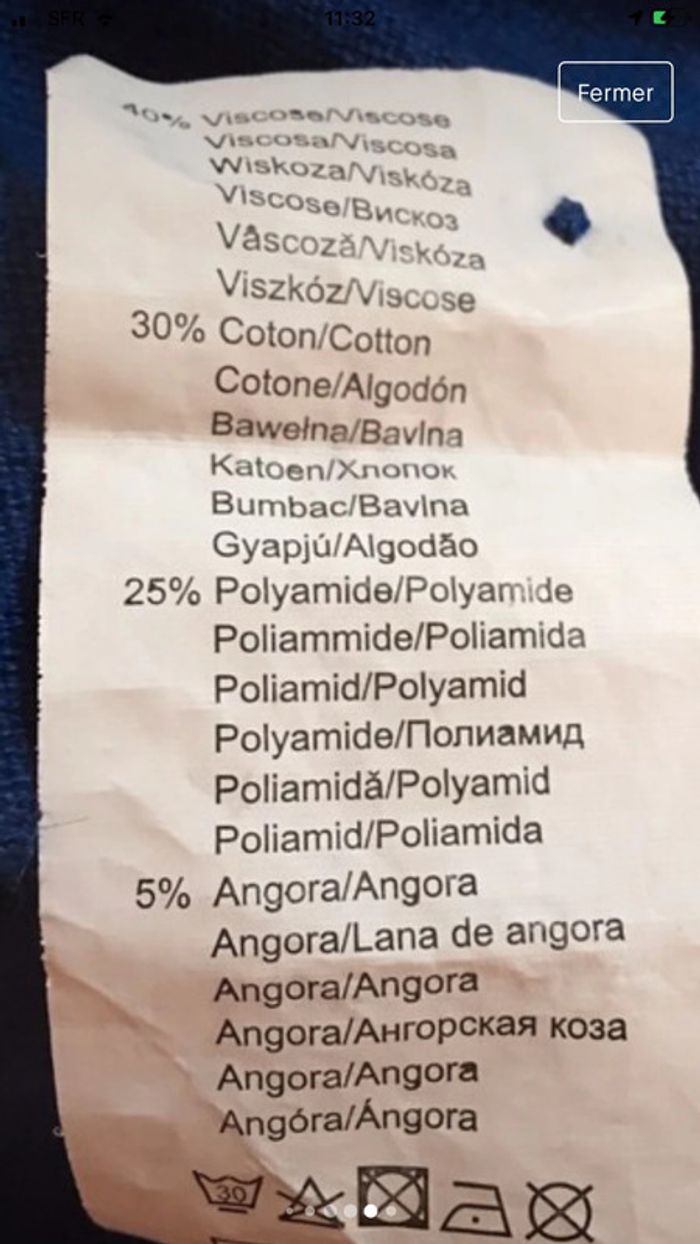 SFR
11:32
Fermer
40% Viscose/Viscose
Viscosa/Viscosa
Wiskoza/Viskóza
Viscose/Вискоз
Vâscoză/Viskóza
Viszkóz/Viscose
30% Coton/Cotton
Cotone/Algodón
Bawełna/Bavlna
Katoen/Хлопок
Bumbac/Bavlna
Gyapjú/Algodão
25% Polyamide/Polyamide
Poliammide/Poliamida
Poliamid/Polyamid
Polyamide/Полиамид
Poliamidă/Polyamid
Poliamid/Poliamida
5% Angora/Angora
Angora/Lana de angora
Angora/Angora
Angora/Ангорская коза
Angora/Angora
Angóra/Ángora
30